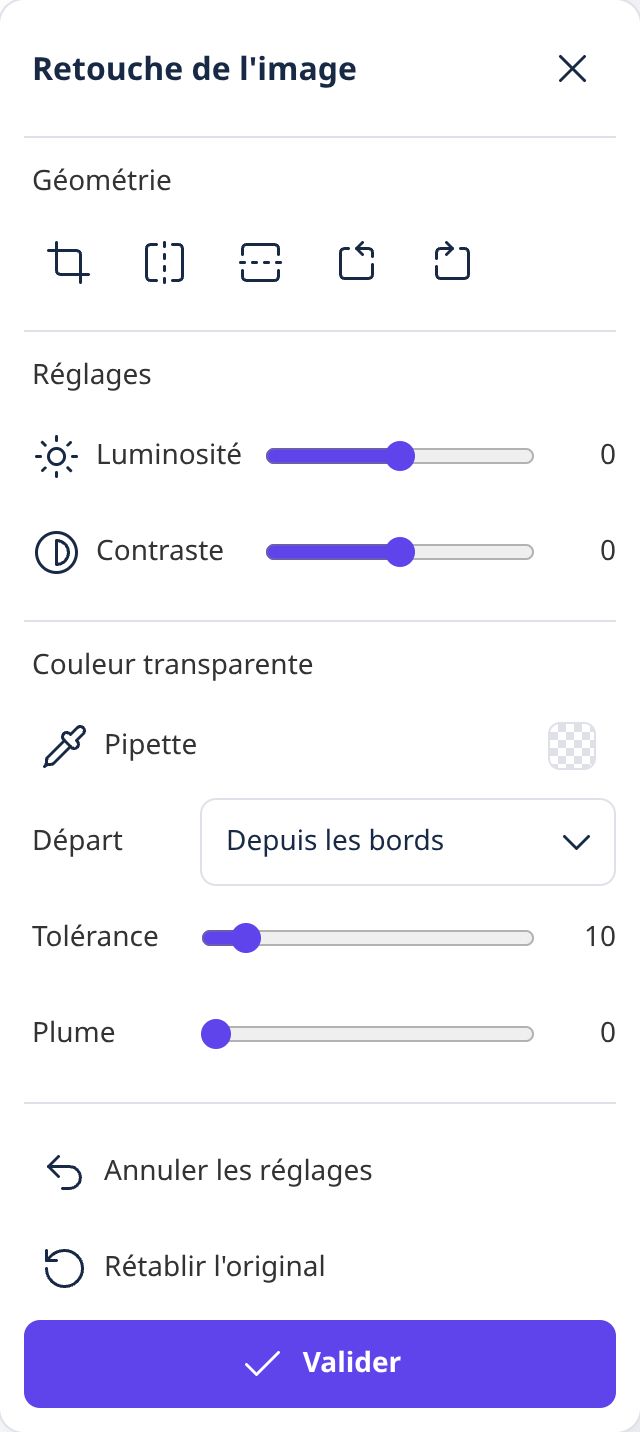 Retouche de l'image
Géométrie
Réglages
Luminosité 0
Contraste 0
Couleur transparente
Pipette
Départ Depuis les bords
Tolérance 10
Plume 0
Annuler les réglages
Rétablir l'original
Valider